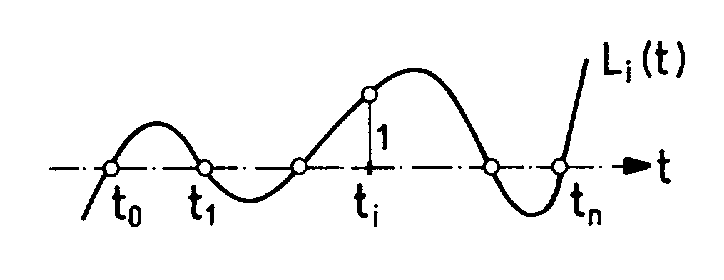 Lᵢ(t)
1
t
t₀ t₁ tᵢ tₙ